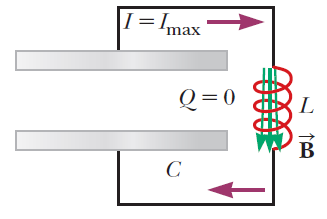 I = I_max
Q = 0
L
B⃗
C